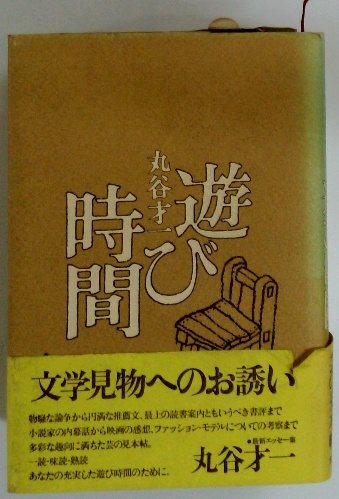 遊び
時間
丸谷才一
文学見物へのお誘い
物騒な論争から円満な推薦文、最上の読書案内ともいうべき書評まで
小説家の内幕話から映画の感想、ファッション・モデルについての考察まで
多彩な趣向に満ちた芸の見本帖。
一読・味読・熟読
あなたの充実した遊び時間のために。
●最新エッセー集
丸谷才一